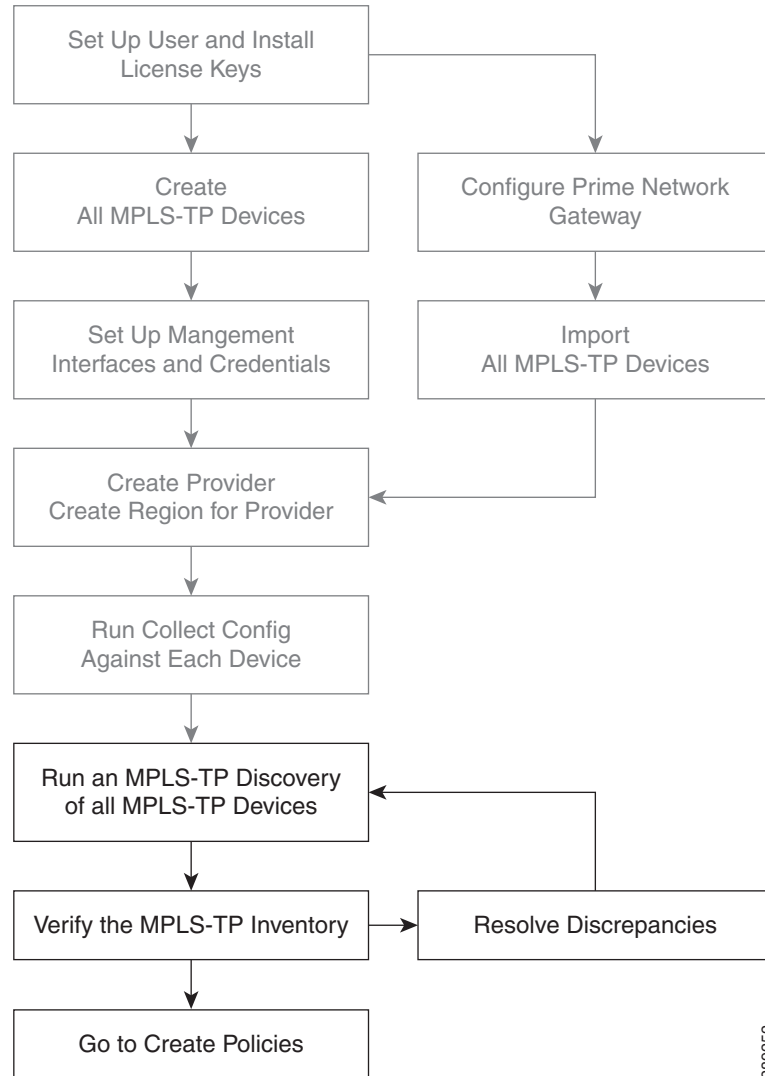 Set Up User and Install
License Keys
Create
All MPLS-TP Devices
Configure Prime Network
Gateway
Set Up Mangement
Interfaces and Credentials
Import
All MPLS-TP Devices
Create Provider
Create Region for Provider
Run Collect Config
Against Each Device
Run an MPLS-TP Discovery
of all MPLS-TP Devices
Verify the MPLS-TP Inventory
Resolve Discrepancies
Go to Create Policies